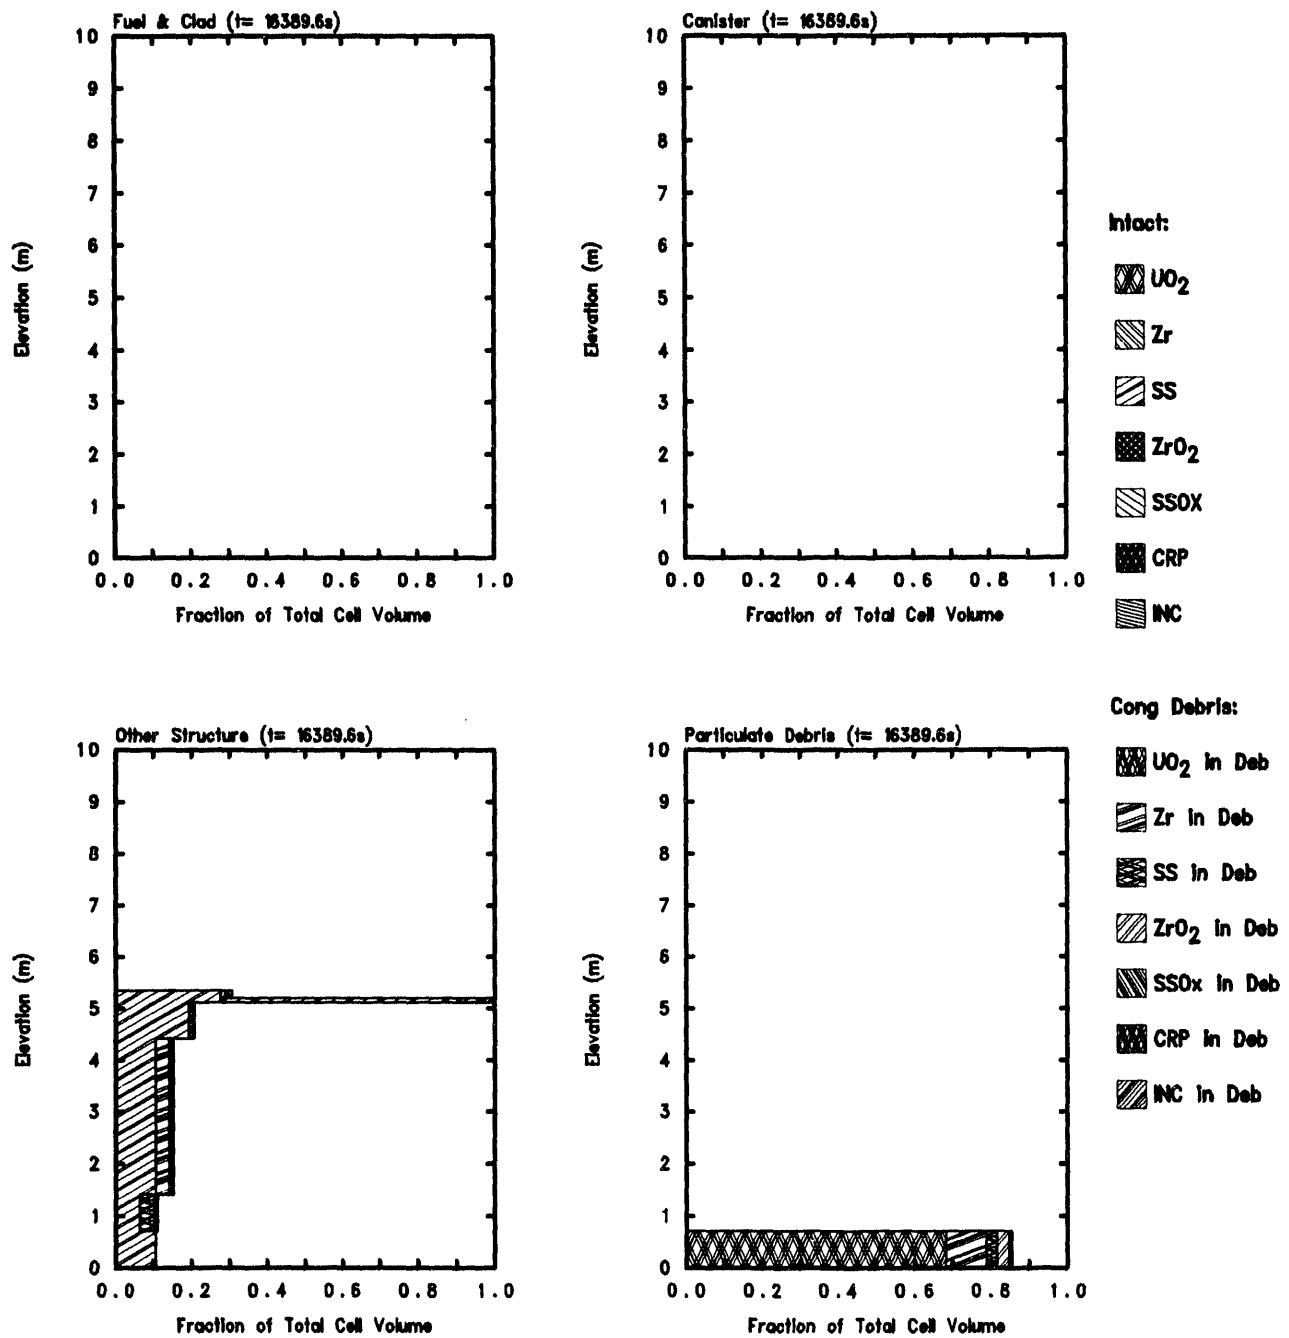 Fuel & Clad (t= 16389.6s)
10
9
8
7
6
5
4
3
2
1
0
Elevation (m)
0.0 0.2 0.4 0.6 0.8 1.0
Fraction of Total Cell Volume
Canister (t= 16389.6s)
10
9
8
7
6
5
4
3
2
1
0
Elevation (m)
0.0 0.2 0.4 0.6 0.8 1.0
Fraction of Total Cell Volume
Intact:
UO2
Zr
SS
ZrO2
SSOX
CRP
INC
Other Structure (t= 16389.6s)
10
9
8
7
6
5
4
3
2
1
0
Elevation (m)
0.0 0.2 0.4 0.6 0.8 1.0
Fraction of Total Cell Volume
Particulate Debris (t= 16389.6s)
10
9
8
7
6
5
4
3
2
1
0
Elevation (m)
0.0 0.2 0.4 0.6 0.8 1.0
Fraction of Total Cell Volume
Cong Debris:
UO2 in Deb
Zr in Deb
SS in Deb
ZrO2 in Deb
SSOx in Deb
CRP in Deb
INC in Deb